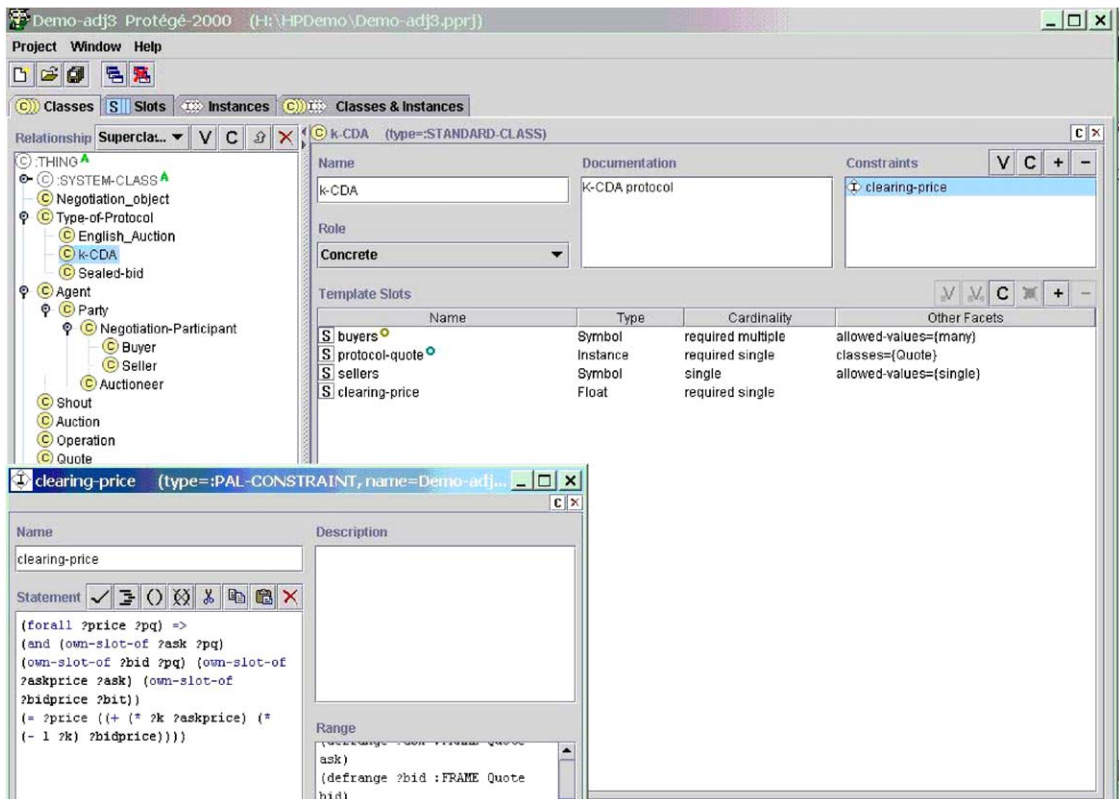 Demo-adj3 Protégé-2000 (H:\HPDemo\Demo-adj3.pprj)
Project Window Help
Classes S Slots Instances Classes & Instances
Relationship Supercla:... V C
:THING A
:SYSTEM-CLASS A
Negotiation_object
Type-of-Protocol
English_Auction
k-CDA
Sealed-bid
Agent
Party
Negotiation-Participant
Buyer
Seller
Auctioneer
Shout
Auction
Operation
Quote
k-CDA (type=:STANDARD-CLASS)
Name Documentation Constraints V C + -
k-CDA K-CDA protocol clearing-price
Role
Concrete
Template Slots V V C + -
Name Type Cardinality Other Facets
S buyers Symbol required multiple allowed-values={many}
S protocol-quote Instance required single classes={Quote}
S sellers Symbol single allowed-values={single}
S clearing-price Float required single
clearing-price (type=:PAL-CONSTRAINT, name=Demo-adj...
Name Description
clearing-price
Statement
(forall ?price ?pq) =>
(and (own-slot-of ?ask ?pq)
(own-slot-of ?bid ?pq) (own-slot-of
?askprice ?ask) (own-slot-of
?bidprice ?bit))
(= ?price ((+ (* ?k ?askprice) (*
(- 1 ?k) ?bidprice))))
Range
(defrange ?ask :FRAME Quote
ask)
(defrange ?bid :FRAME Quote
bid)